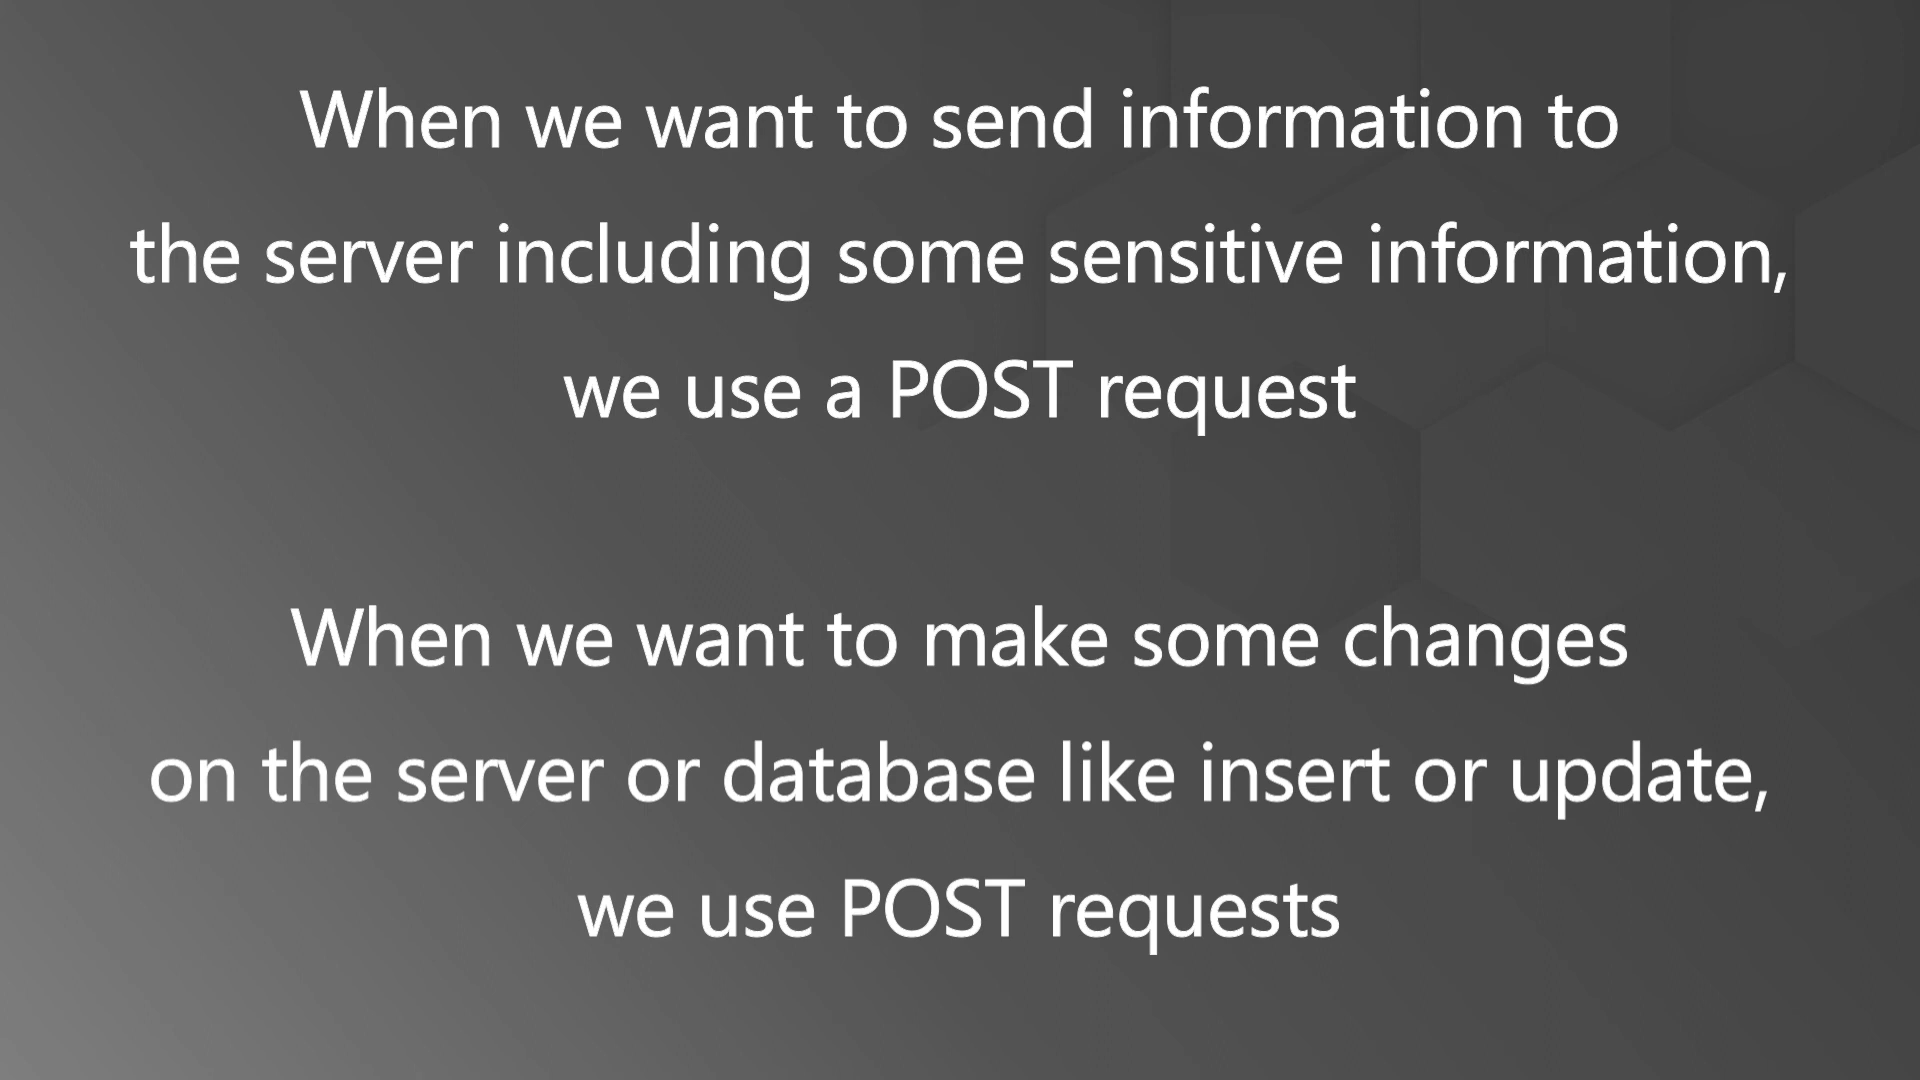 When we want to send information to
the server including some sensitive information,
we use a POST request
When we want to make some changes
on the server or database like insert or update,
we use POST requests